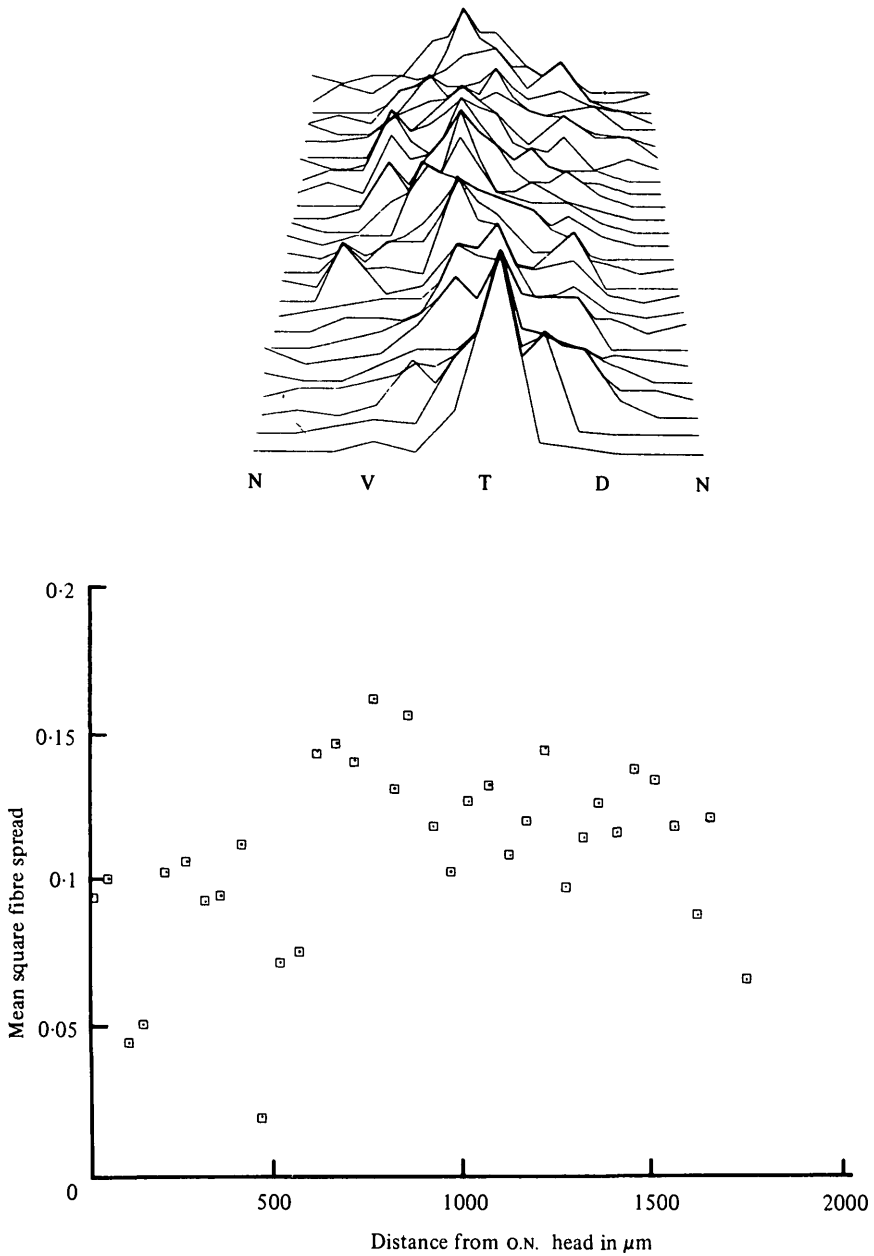 N V T D N
0·2
0·15
0·1
0·05
0
Mean square fibre spread
500 1000 1500 2000
Distance from O.N. head in μm